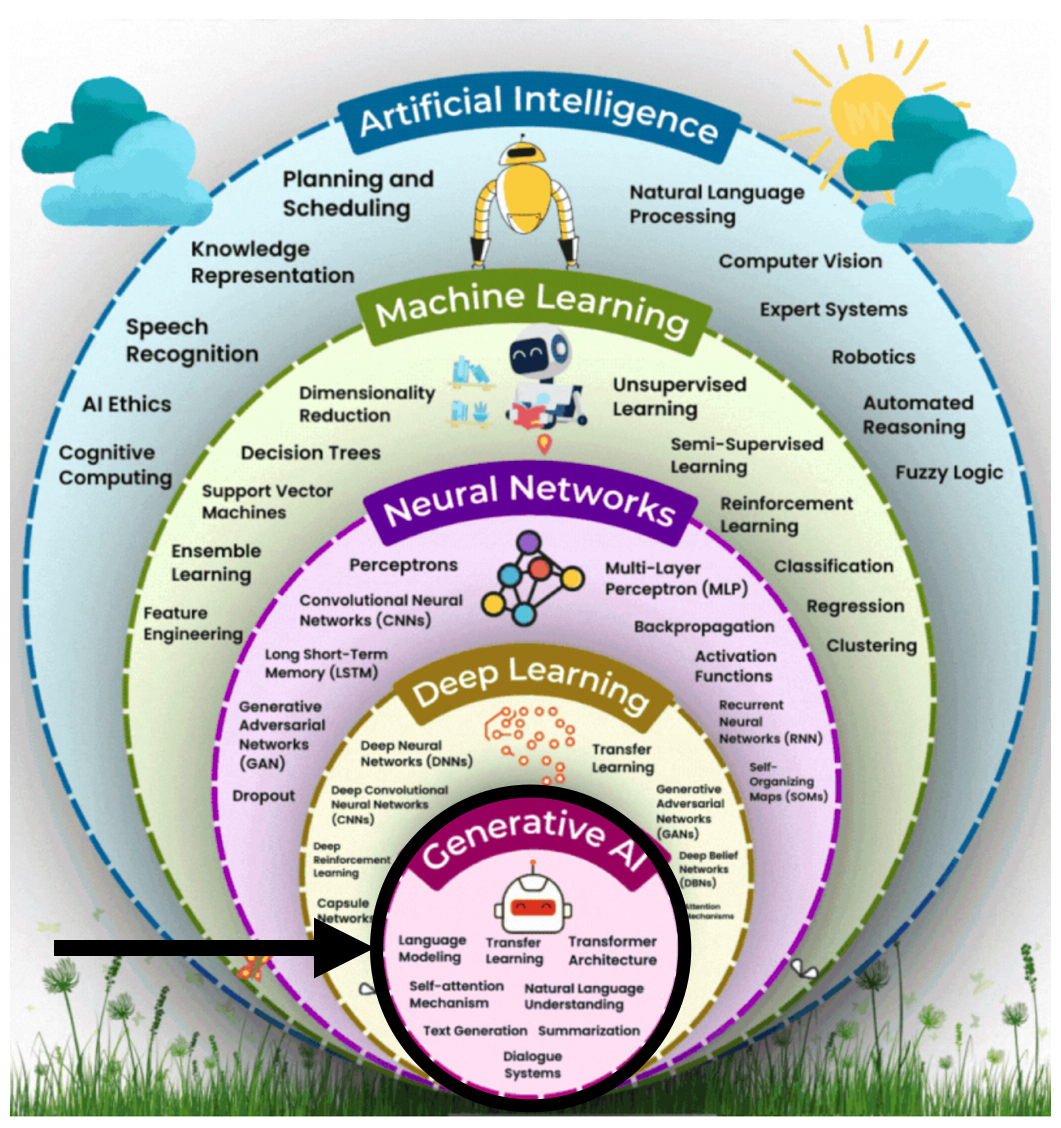 Artificial Intelligence
Planning and
Scheduling
Natural Language
Processing
Knowledge
Representation
Computer Vision
Expert Systems
Speech
Recognition
Robotics
AI Ethics
Automated
Reasoning
Cognitive
Computing
Fuzzy Logic
Machine Learning
Dimensionality
Reduction
Unsupervised
Learning
Decision Trees
Semi-Supervised
Learning
Support Vector
Machines
Reinforcement
Learning
Ensemble
Learning
Classification
Feature
Engineering
Regression
Clustering
Neural Networks
Perceptrons
Multi-Layer
Perceptron (MLP)
Convolutional Neural
Networks (CNNs)
Backpropagation
Long Short-Term
Memory (LSTM)
Activation
Functions
Generative
Adversarial
Networks
(GAN)
Recurrent
Neural
Networks (RNN)
Dropout
Self-
Organizing
Maps (SOMs)
Deep Learning
Deep Neural
Networks (DNNs)
Transfer
Learning
Deep Convolutional
Neural Networks
(CNNs)
Generative
Adversarial
Networks
(GANs)
Deep
Reinforcement
Learning
Deep Belief
Networks
(DBNs)
Capsule
Networks
Attention
Mechanisms
Generative AI
Language
Modeling
Transfer
Learning
Transformer
Architecture
Self-attention
Mechanism
Natural Language
Understanding
Text Generation
Summarization
Dialogue
Systems